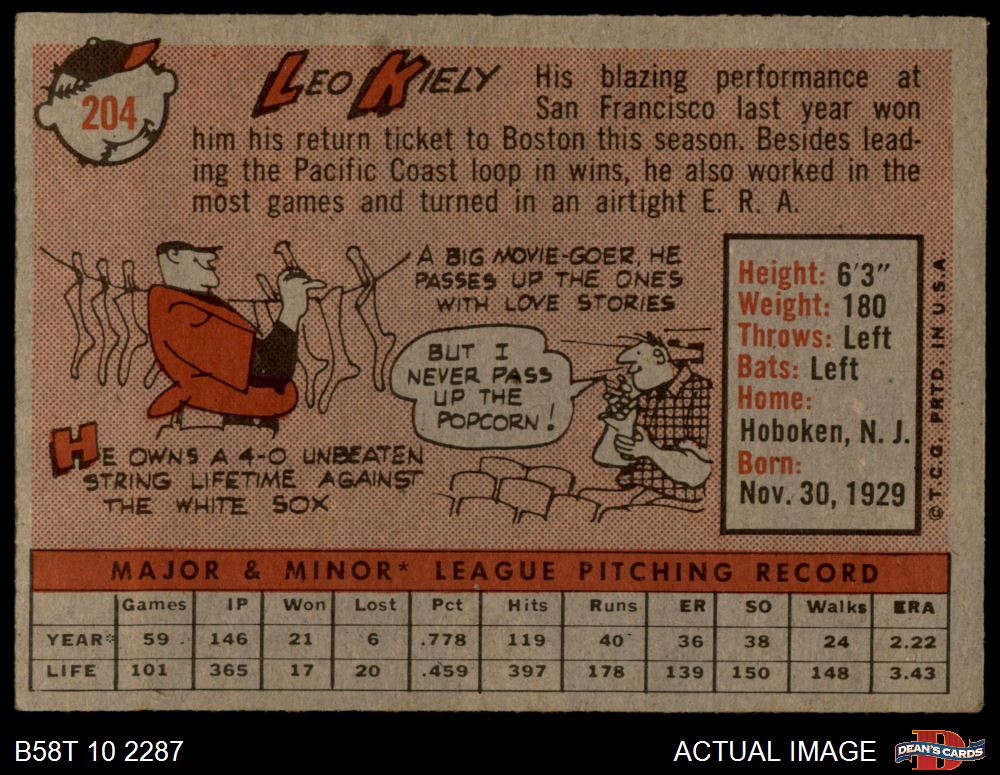 204
LEO KIELY
His blazing performance at
San Francisco last year won
him his return ticket to Boston this season. Besides lead-
ing the Pacific Coast loop in wins, he also worked in the
most games and turned in an airtight E. R. A.
A BIG MOVIE-GOER, HE
PASSES UP THE ONES
WITH LOVE STORIES
BUT I
NEVER PASS
UP THE
POPCORN!
HE OWNS A 4-0 UNBEATEN
STRING LIFETIME AGAINST
THE WHITE SOX
Height: 6'3"
Weight: 180
Throws: Left
Bats: Left
Home:
Hoboken, N. J.
Born:
Nov. 30, 1929
©T.C.G. PRTD. IN U.S.A.
MAJOR & MINOR* LEAGUE PITCHING RECORD
Games IP Won Lost Pct Hits Runs ER SO Walks ERA
YEAR* 59 146 21 6 .778 119 40 36 38 24 2.22
LIFE 101 365 17 20 .459 397 178 139 150 148 3.43
B58T 10 2287
ACTUAL IMAGE
DEAN'S CARDS